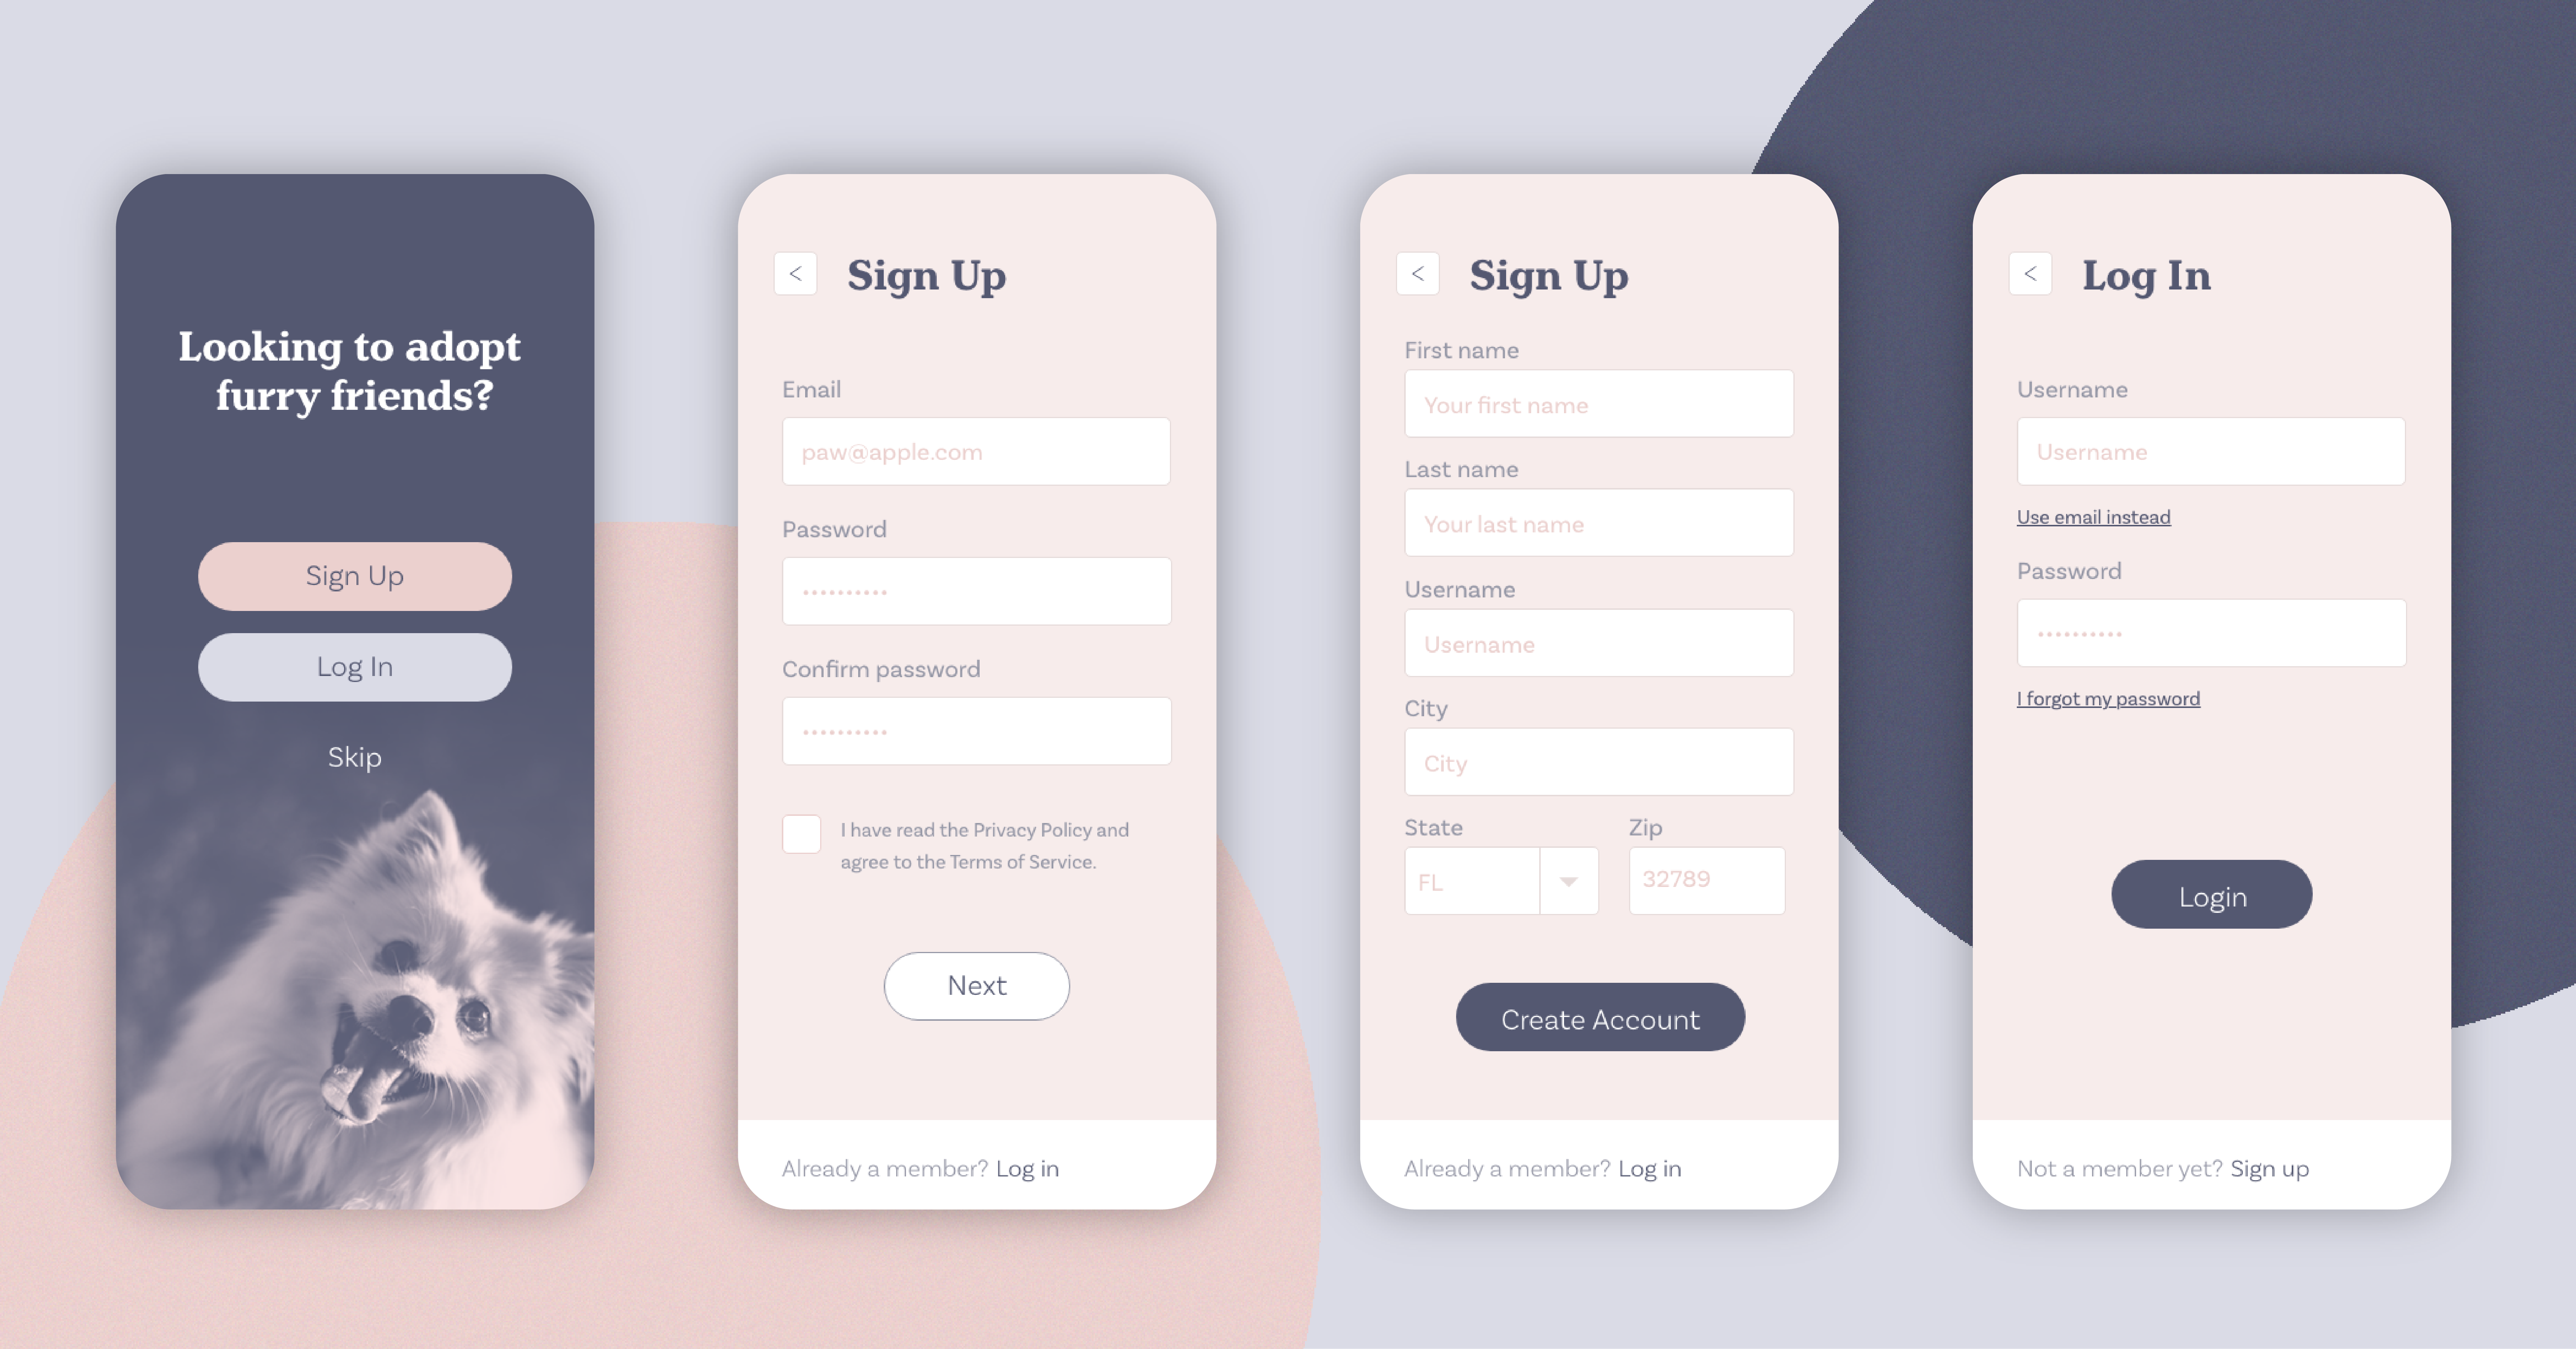 Looking to adopt
furry friends?
Sign Up
Log In
Skip
< Sign Up
Email
paw@apple.com
Password
••••••••••
Confirm password
••••••••••
I have read the Privacy Policy and
agree to the Terms of Service.
Next
Already a member? Log in
< Sign Up
First name
Your first name
Last name
Your last name
Username
Username
City
City
State Zip
FL 32789
Create Account
Already a member? Log in
< Log In
Username
Username
Use email instead
Password
••••••••••
I forgot my password
Login
Not a member yet? Sign up